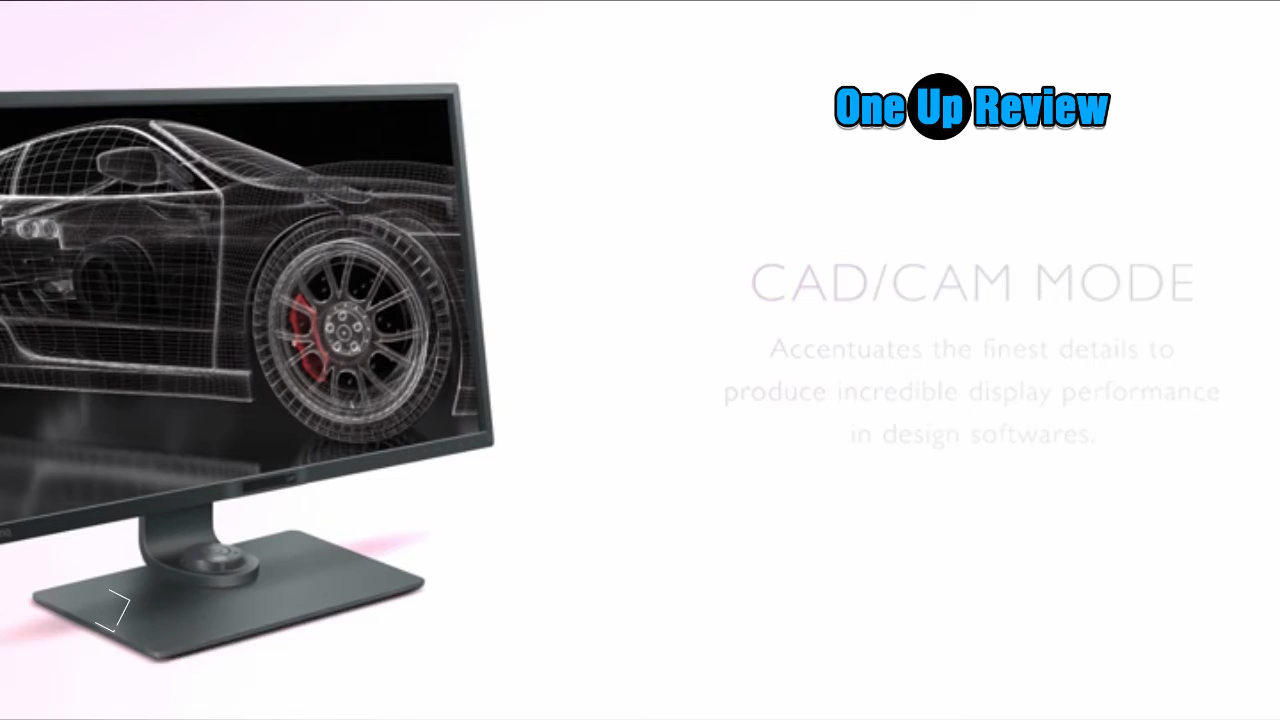 One Up Review
CAD/CAM MODE
Accentuates the finest details to
produce incredible display performance
in design softwares.